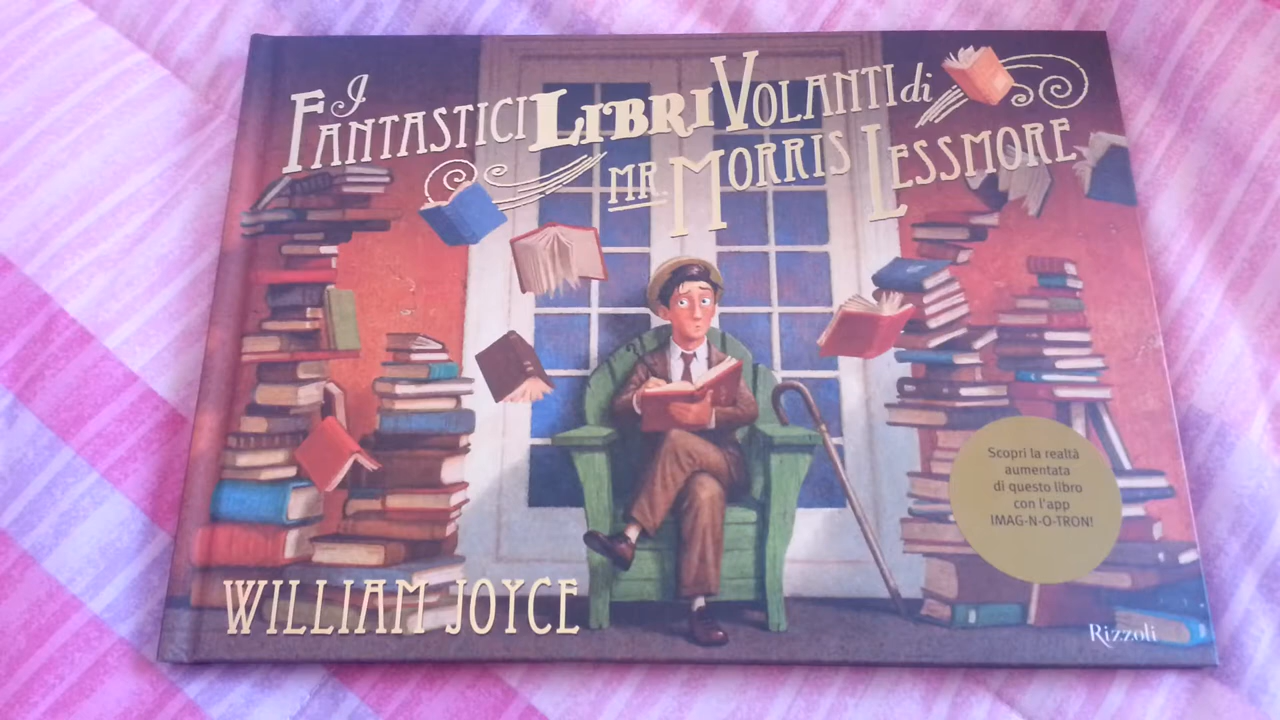 I
FANTASTICI LIBRI VOLANTI di
MR. MORRIS LESSMORE
Scopri la realtà
aumentata
di questo libro
con l'app
IMAG-N-O-TRON!
WILLIAM JOYCE
Rizzoli